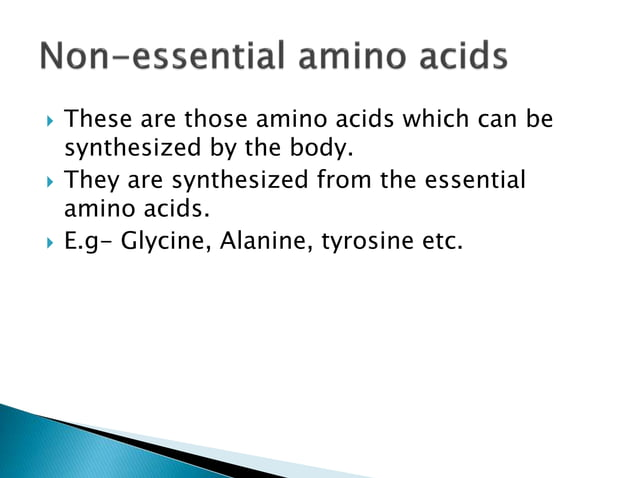 Non-essential amino acids
These are those amino acids which can be
synthesized by the body.
They are synthesized from the essential
amino acids.
E.g- Glycine, Alanine, tyrosine etc.